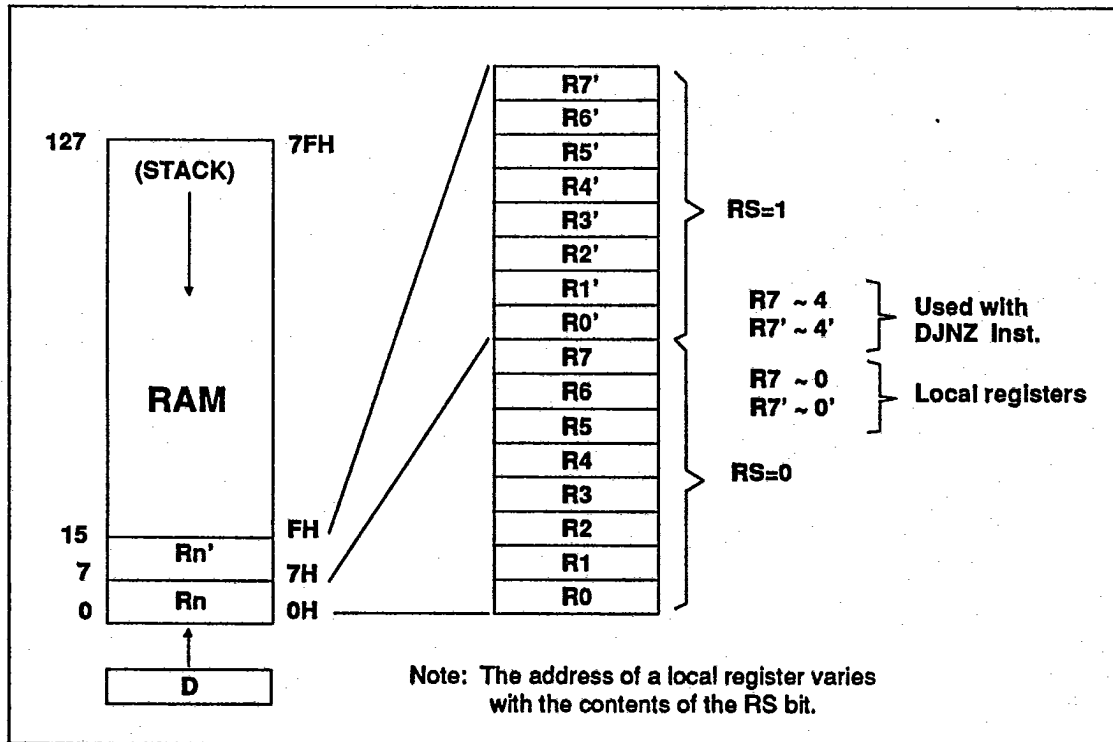 127
7FH
(STACK)
RAM
15
FH
Rn'
7
7H
Rn
0
0H
D
R7'
R6'
R5'
R4'
R3'
R2'
R1'
R0'
R7
R6
R5
R4
R3
R2
R1
R0
RS=1
RS=0
R7 ~ 4
R7' ~ 4'
Used with
DJNZ Inst.
R7 ~ 0
R7' ~ 0'
Local registers
Note: The address of a local register varies
with the contents of the RS bit.